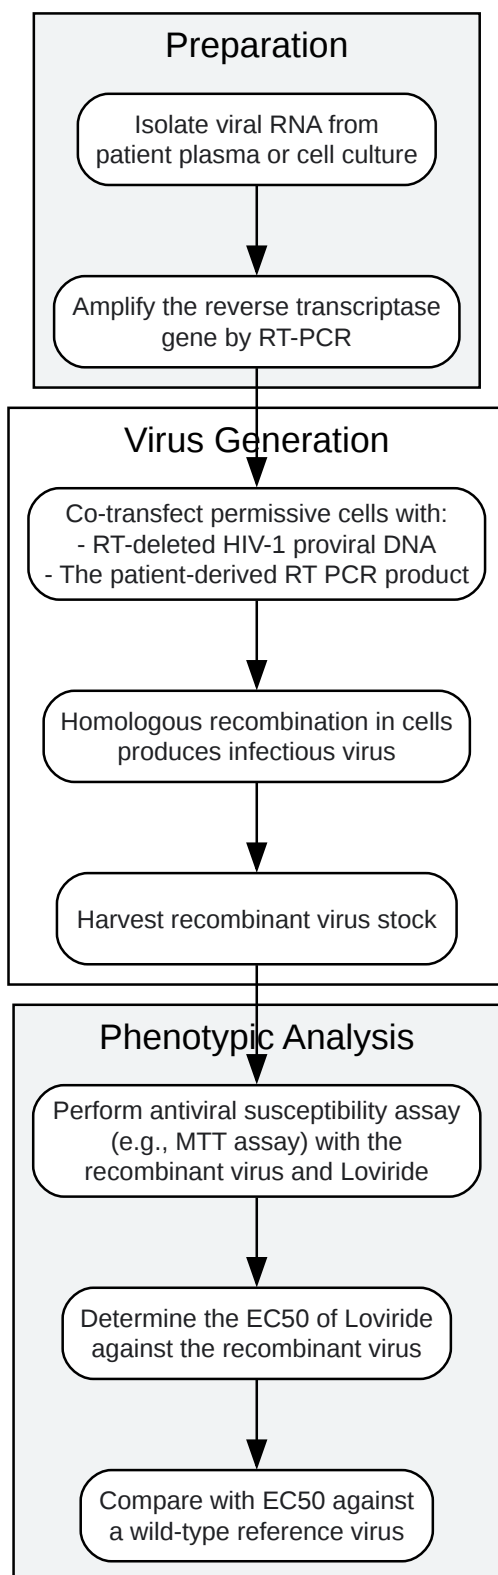 Preparation
Isolate viral RNA from
patient plasma or cell culture
Amplify the reverse transcriptase
gene by RT-PCR
Virus Generation
Co-transfect permissive cells with:
- RT-deleted HIV-1 proviral DNA
- The patient-derived RT PCR product
Homologous recombination in cells
produces infectious virus
Harvest recombinant virus stock
Phenotypic Analysis
Perform antiviral susceptibility assay
(e.g., MTT assay) with the
recombinant virus and Loviride
Determine the EC50 of Loviride
against the recombinant virus
Compare with EC50 against
a wild-type reference virus